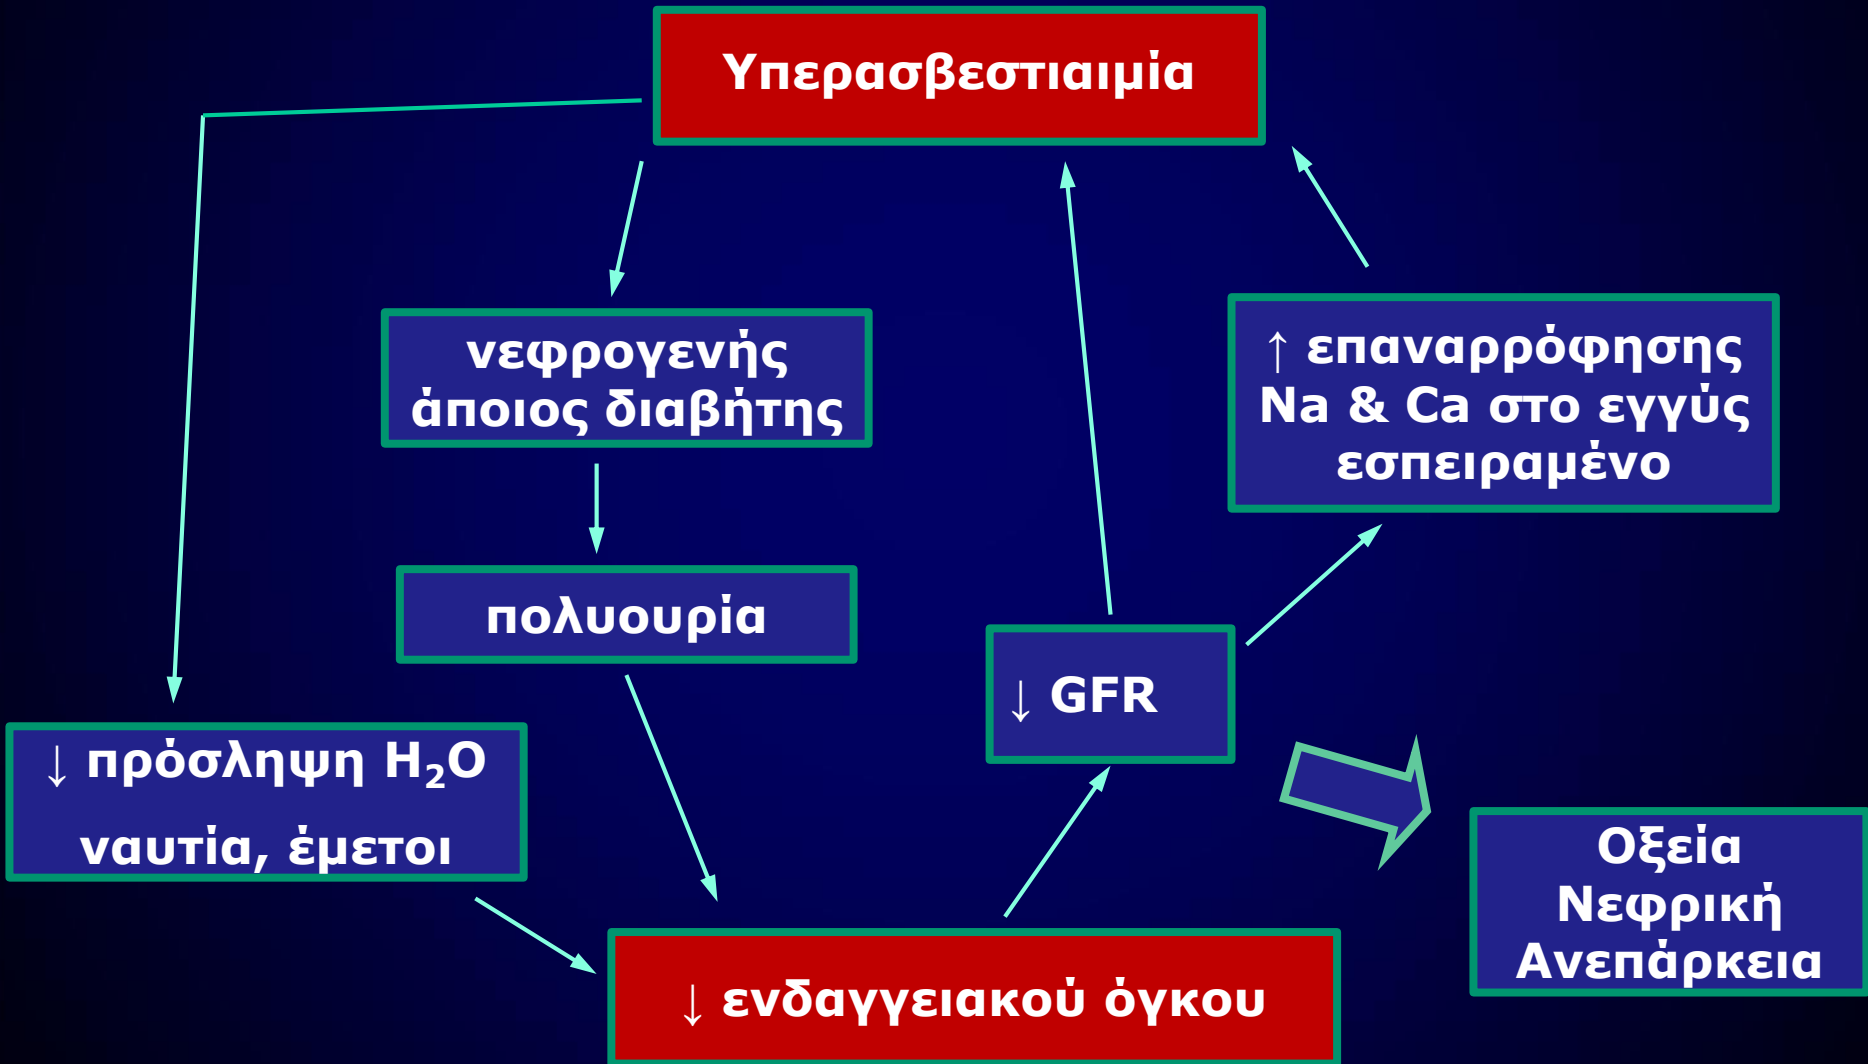 Υπερασβεστιαιμία
νεφρογενής
άποιος διαβήτης
↑ επαναρρόφησης
Na & Ca στο εγγύς
εσπειραμένο
πολυουρία
↓ GFR
↓ πρόσληψη H₂O
ναυτία, έμετοι
Οξεία
Νεφρική
Ανεπάρκεια
↓ ενδαγγειακού όγκου